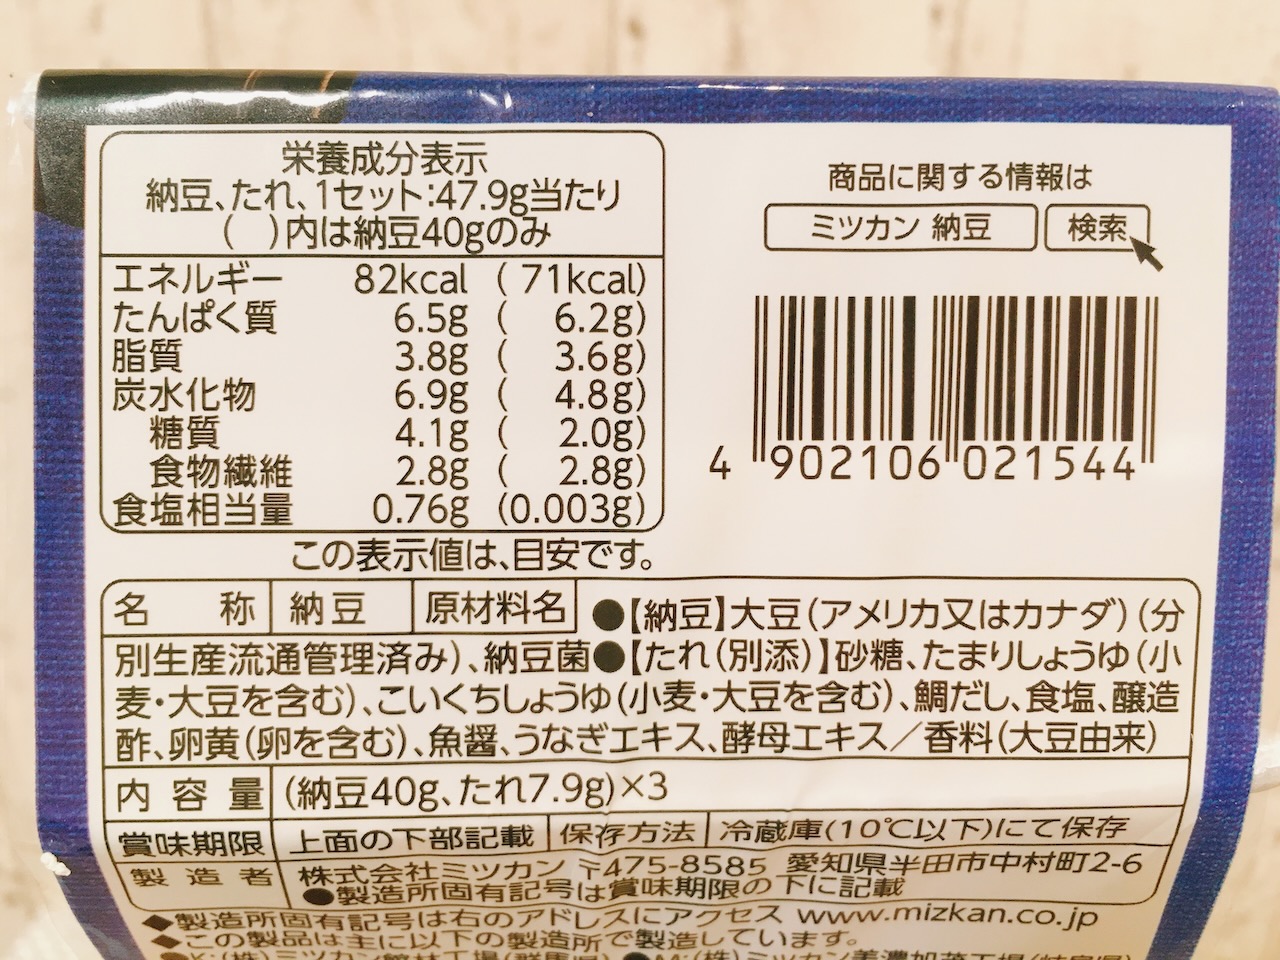 栄養成分表示
納豆、たれ、1セット:47.9g当たり
(　)内は納豆40gのみ
エネルギー 82kcal (71kcal)
たんぱく質 6.5g (6.2g)
脂質 3.8g (3.6g)
炭水化物 6.9g (4.8g)
糖質 4.1g (2.0g)
食物繊維 2.8g (2.8g)
食塩相当量 0.76g (0.003g)
この表示値は、目安です。
商品に関する情報は
ミツカン 納豆 検索
4 902106 021544
名称 納豆 原材料名 ●【納豆】大豆(アメリカ又はカナダ)(分
別生産流通管理済み)、納豆菌●【たれ(別添)】砂糖、たまりしょうゆ(小
麦・大豆を含む)、こいくちしょうゆ(小麦・大豆を含む)、鯛だし、食塩、醸造
酢、卵黄(卵を含む)、魚醤、うなぎエキス、酵母エキス/香料(大豆由来)
内容量 (納豆40g、たれ7.9g)×3
賞味期限 上面の下部記載 保存方法 冷蔵庫(10℃以下)にて保存
製造者 株式会社ミツカン 〒475-8585 愛知県半田市中村町2-6
●製造所固有記号は賞味期限の下に記載
◆製造所固有記号は右のアドレスにアクセス www.mizkan.co.jp
◆この製品は主に以下の製造所で製造しています。